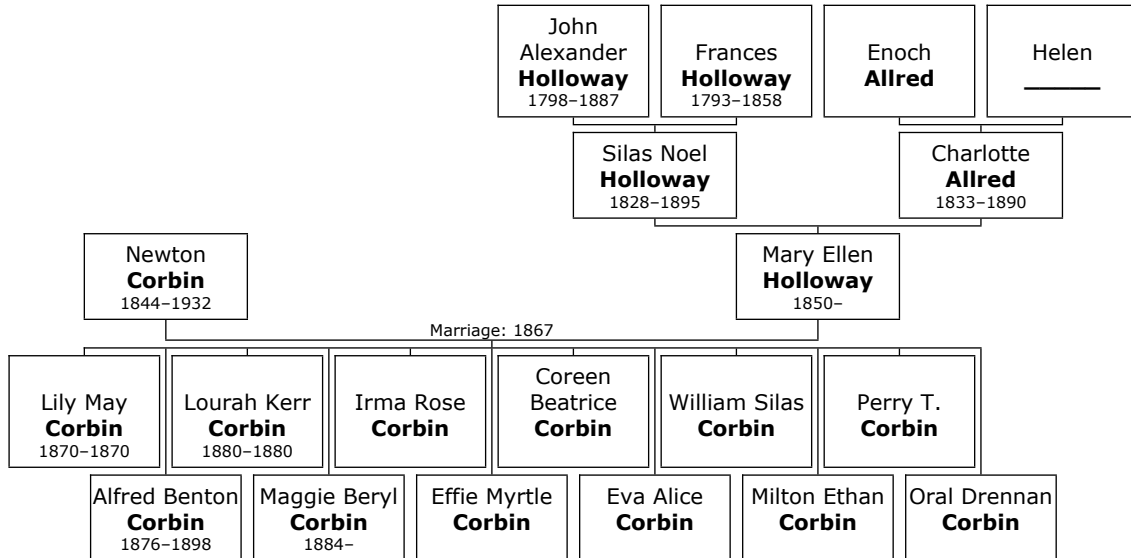 John
Alexander
Holloway
1798–1887
Frances
Holloway
1793–1858
Enoch
Allred
Helen
______
Silas Noel
Holloway
1828–1895
Charlotte
Allred
1833–1890
Newton
Corbin
1844–1932
Mary Ellen
Holloway
1850–
Marriage: 1867
Lily May
Corbin
1870–1870
Lourah Kerr
Corbin
1880–1880
Irma Rose
Corbin
Coreen
Beatrice
Corbin
William Silas
Corbin
Perry T.
Corbin
Alfred Benton
Corbin
1876–1898
Maggie Beryl
Corbin
1884–
Effie Myrtle
Corbin
Eva Alice
Corbin
Milton Ethan
Corbin
Oral Drennan
Corbin